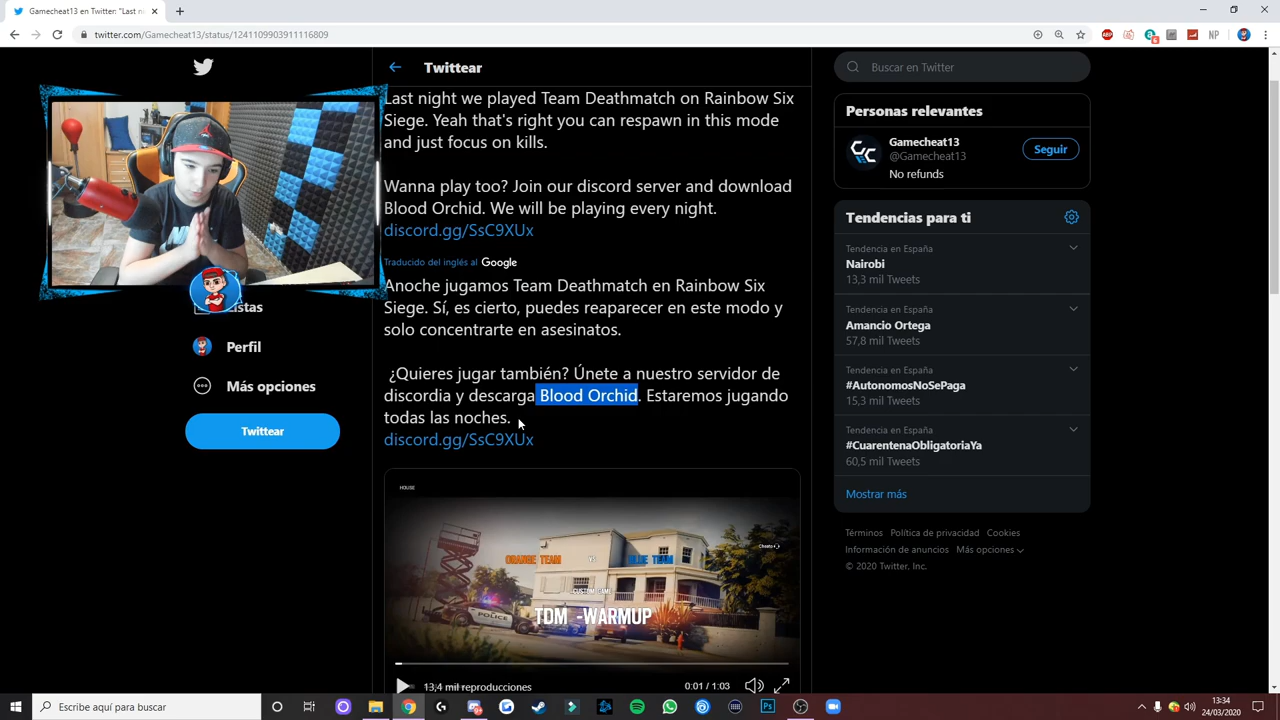 Gamecheat13 en Twitter: "Last ni
twitter.com/Gamecheat13/status/1241109903911116809
Twittear
Last night we played Team Deathmatch on Rainbow Six
Siege. Yeah that's right you can respawn in this mode
and just focus on kills.
Wanna play too? Join our discord server and download
Blood Orchid. We will be playing every night.
discord.gg/SsC9XUx
Traducido del inglés al Google
Anoche jugamos Team Deathmatch en Rainbow Six
Siege. Sí, es cierto, puedes reaparecer en este modo y
solo concentrarte en asesinatos.
¿Quieres jugar también? Únete a nuestro servidor de
discordia y descarga Blood Orchid. Estaremos jugando
todas las noches.
discord.gg/SsC9XUx
HOUSE
ORANGE TEAM Vs BLUE TEAM
CUSTOM GAME
TDM -WARMUP
POLICE
Cheato
13,4 mil reproducciones
0:01 / 1:03
Listas
Perfil
Más opciones
Twittear
Buscar en Twitter
Personas relevantes
Gamecheat13
@Gamecheat13
No refunds
Seguir
Tendencias para ti
Tendencia en España
Nairobi
13,3 mil Tweets
Tendencia en España
Amancio Ortega
57,8 mil Tweets
Tendencia en España
#AutonomosNoSePaga
15,3 mil Tweets
Tendencia en España
#CuarentenaObligatoriaYa
60,5 mil Tweets
Mostrar más
Términos Política de privacidad Cookies
Información de anuncios Más opciones
© 2020 Twitter, Inc.
Escribe aquí para buscar
13:34
24/03/2020